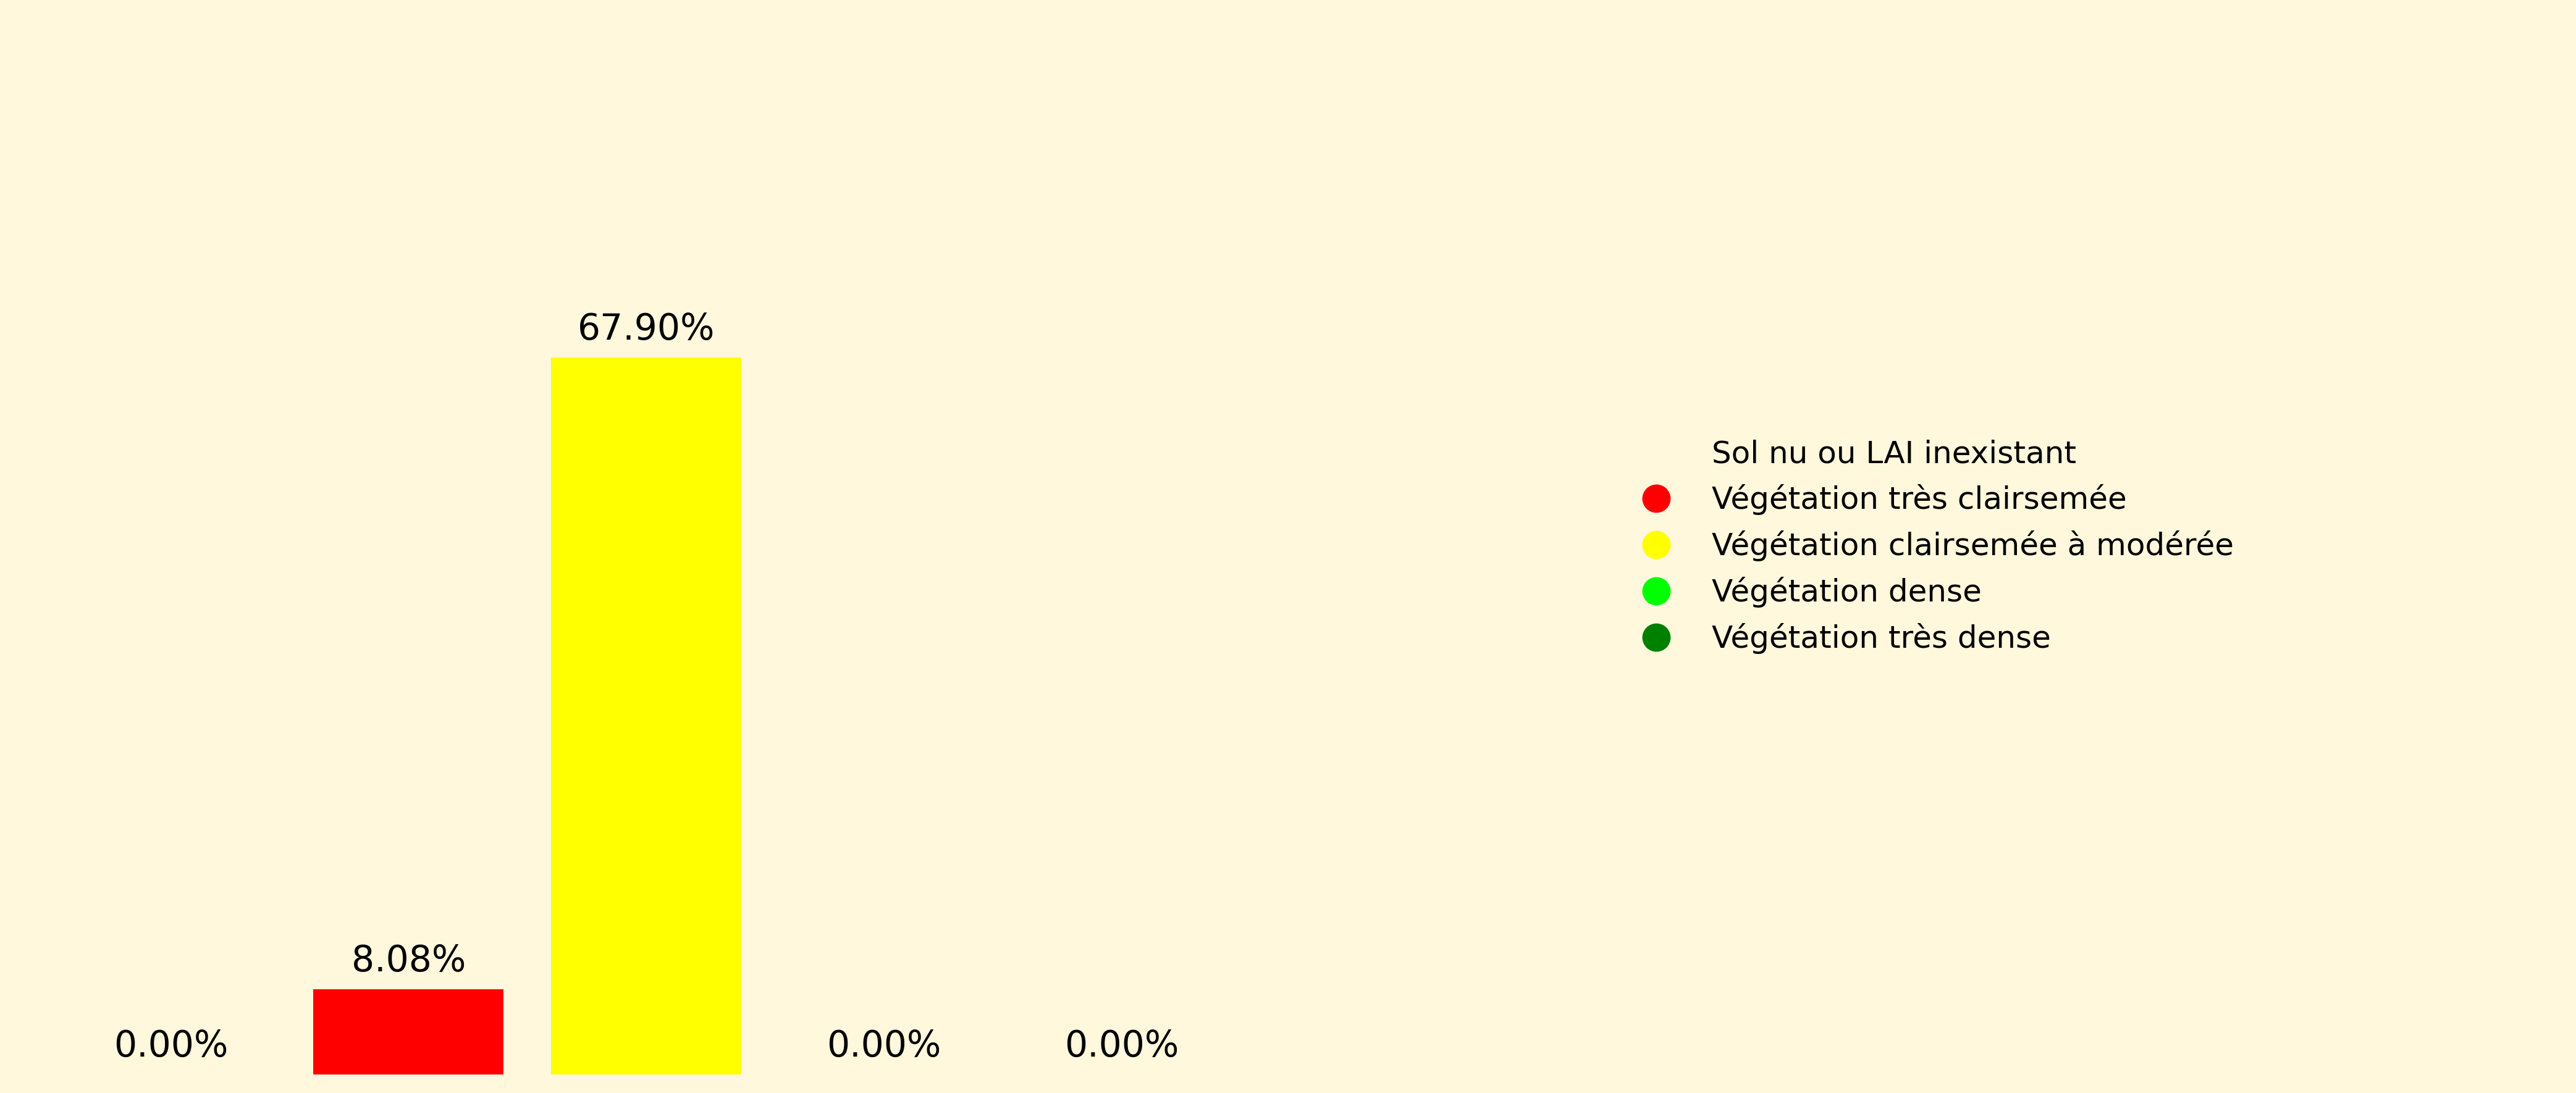 67.90%
8.08%
0.00%
0.00%
0.00%
Sol nu ou LAI inexistant
Végétation très clairsemée
Végétation clairsemée à modérée
Végétation dense
Végétation très dense